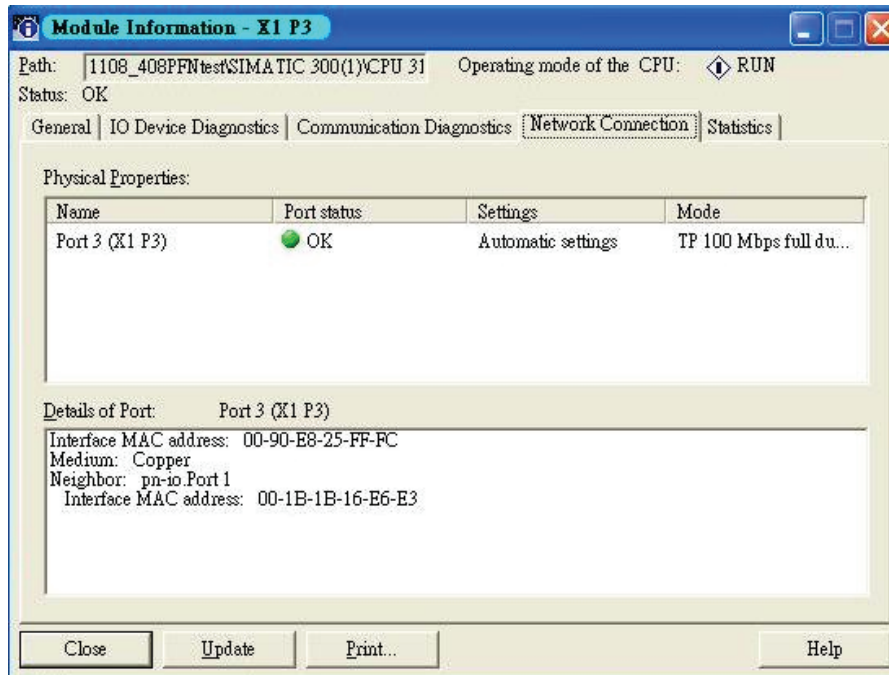 Module Information - X1 P3
Path: 1108_408PFNtest\SIMATIC 300(1)\CPU 31 Operating mode of the CPU: RUN
Status: OK
General IO Device Diagnostics Communication Diagnostics Network Connection Statistics
Physical Properties:
Name Port status Settings Mode
Port 3 (X1 P3) OK Automatic settings TP 100 Mbps full du...
Details of Port: Port 3 (X1 P3)
Interface MAC address: 00-90-E8-25-FF-FC
Medium: Copper
Neighbor: pn-io.Port 1
Interface MAC address: 00-1B-1B-16-E6-E3
Close Update Print... Help